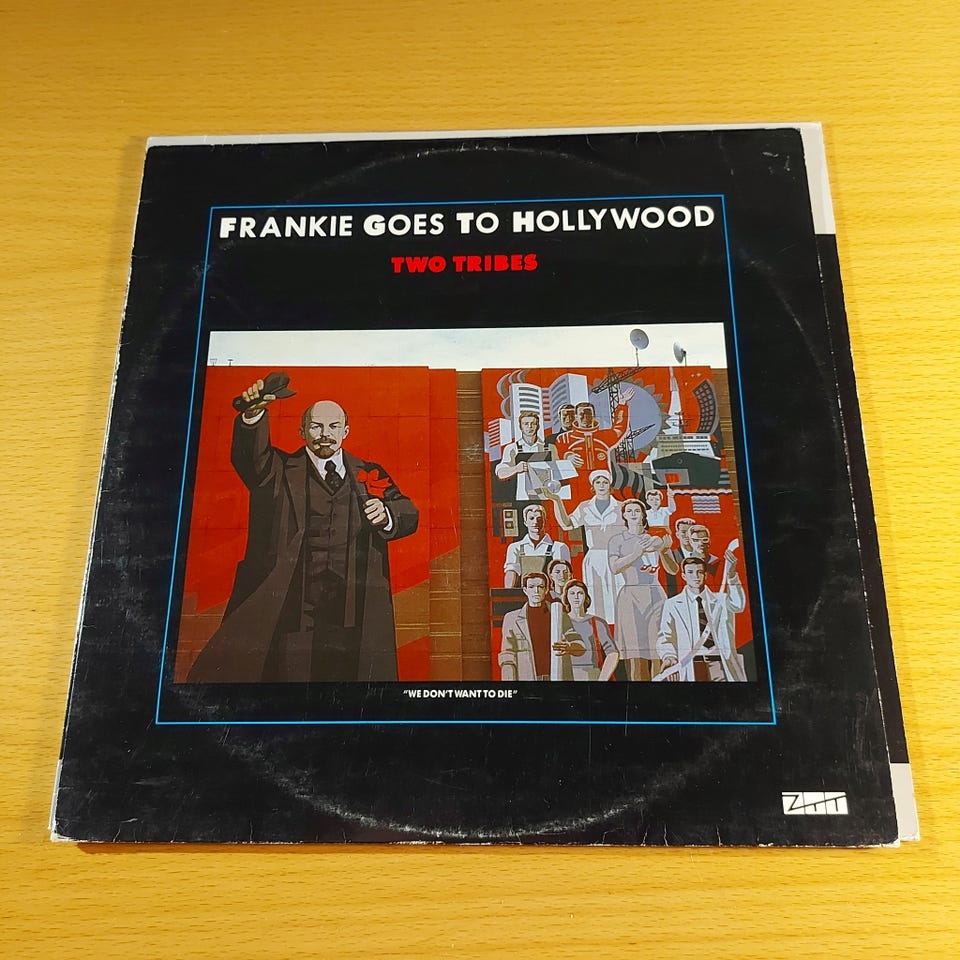 FRANKIE GOES TO HOLLYWOOD
TWO TRIBES
"WE DON'T WANT TO DIE"
ZTT